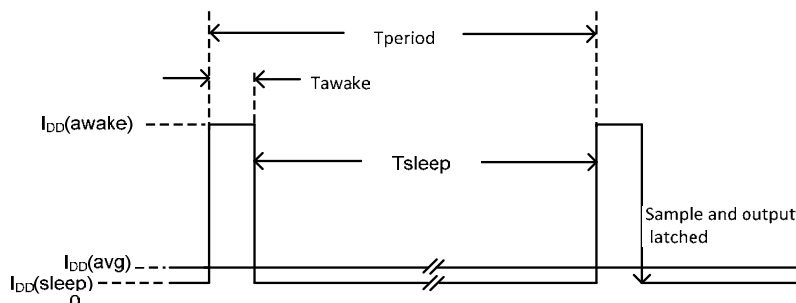 Tperiod
Tawake
IDD(awake)
Tsleep
Sample and output
latched
IDD(avg)
IDD(sleep)
0